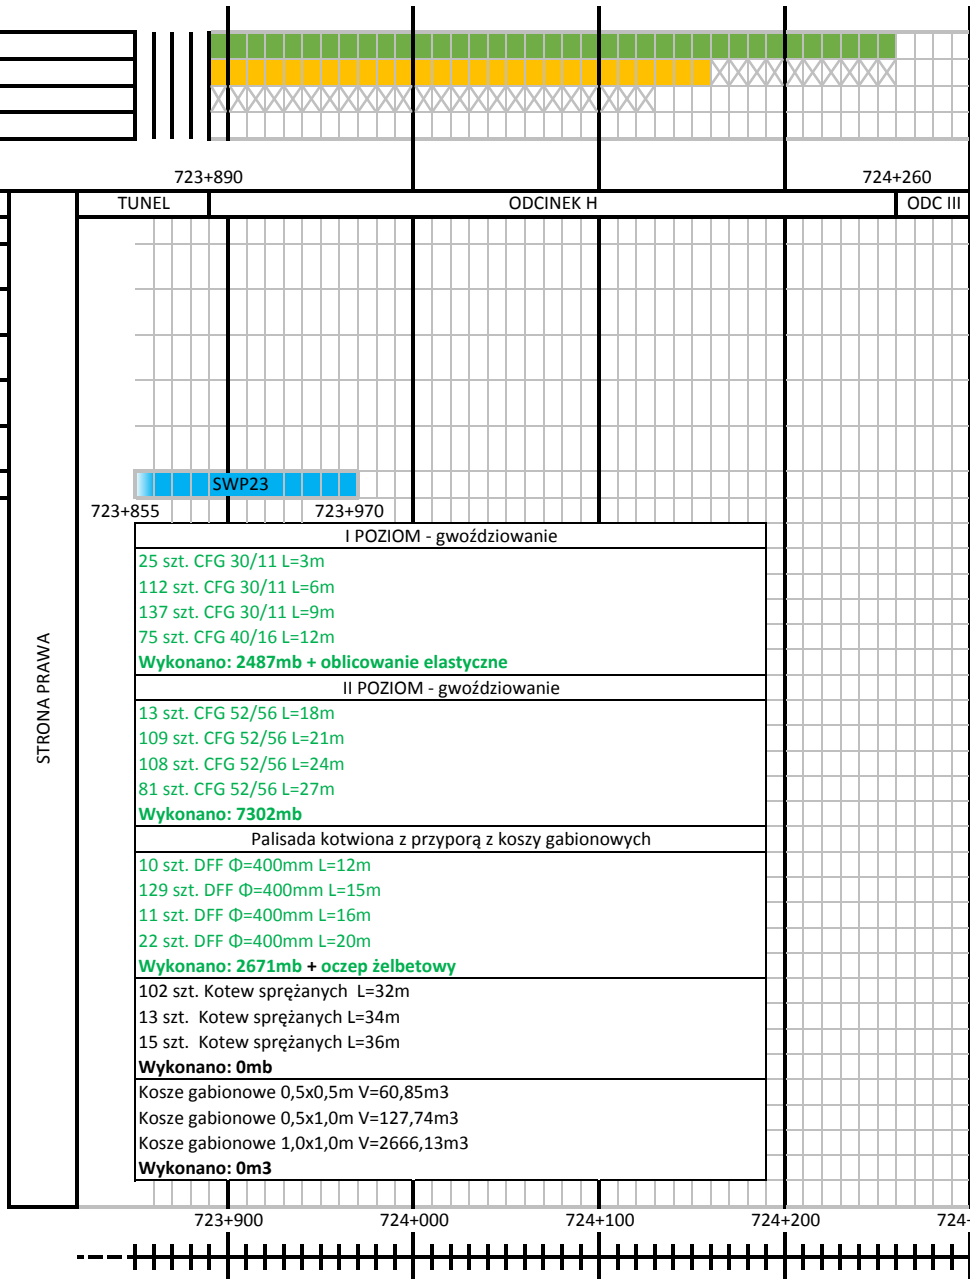 723+890
724+260
TUNEL
ODCINEK H
ODC III
SWP23
723+855
723+970
STRONA PRAWA
I POZIOM - gwoździowanie
25 szt. CFG 30/11 L=3m
112 szt. CFG 30/11 L=6m
137 szt. CFG 30/11 L=9m
75 szt. CFG 40/16 L=12m
Wykonano: 2487mb + oblicowanie elastyczne
II POZIOM - gwoździowanie
13 szt. CFG 52/56 L=18m
109 szt. CFG 52/56 L=21m
108 szt. CFG 52/56 L=24m
81 szt. CFG 52/56 L=27m
Wykonano: 7302mb
Palisada kotwiona z przyporą z koszy gabionowych
10 szt. DFF Φ=400mm L=12m
129 szt. DFF Φ=400mm L=15m
11 szt. DFF Φ=400mm L=16m
22 szt. DFF Φ=400mm L=20m
Wykonano: 2671mb + oczep żelbetowy
102 szt. Kotew sprężanych L=32m
13 szt. Kotew sprężanych L=34m
15 szt. Kotew sprężanych L=36m
Wykonano: 0mb
Kosze gabionowe 0,5x0,5m V=60,85m3
Kosze gabionowe 0,5x1,0m V=127,74m3
Kosze gabionowe 1,0x1,0m V=2666,13m3
Wykonano: 0m3
723+900
724+000
724+100
724+200
724-